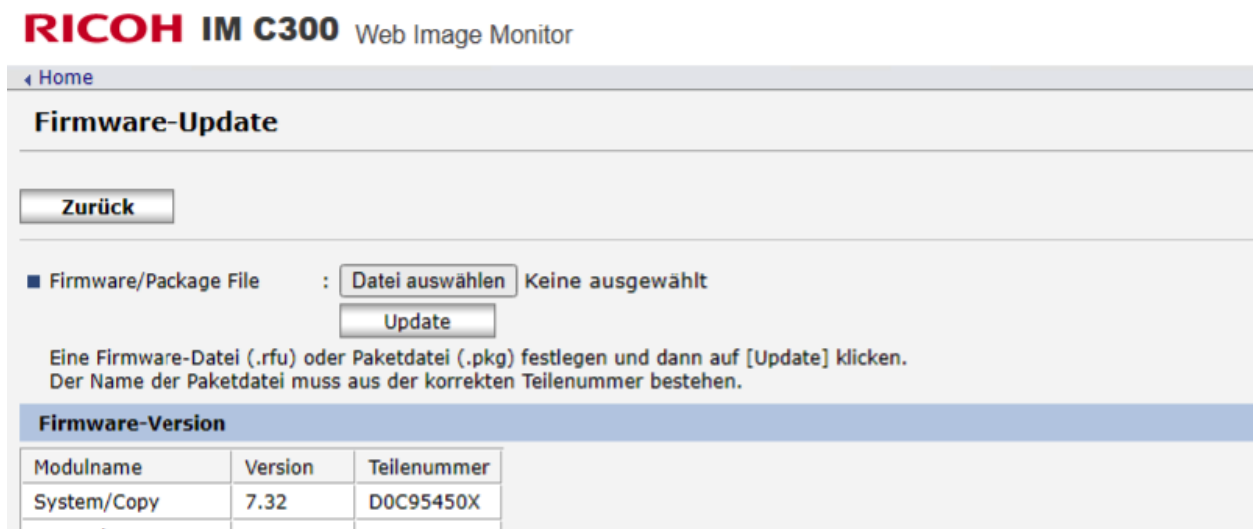 RICOH IM C300 Web Image Monitor
Home
Firmware-Update
Zurück
Firmware/Package File : Datei auswählen Keine ausgewählt
Update
Eine Firmware-Datei (.rfu) oder Paketdatei (.pkg) festlegen und dann auf [Update] klicken.
Der Name der Paketdatei muss aus der korrekten Teilenummer bestehen.
Firmware-Version
Modulname Version Teilenummer
System/Copy 7.32 D0C95450X